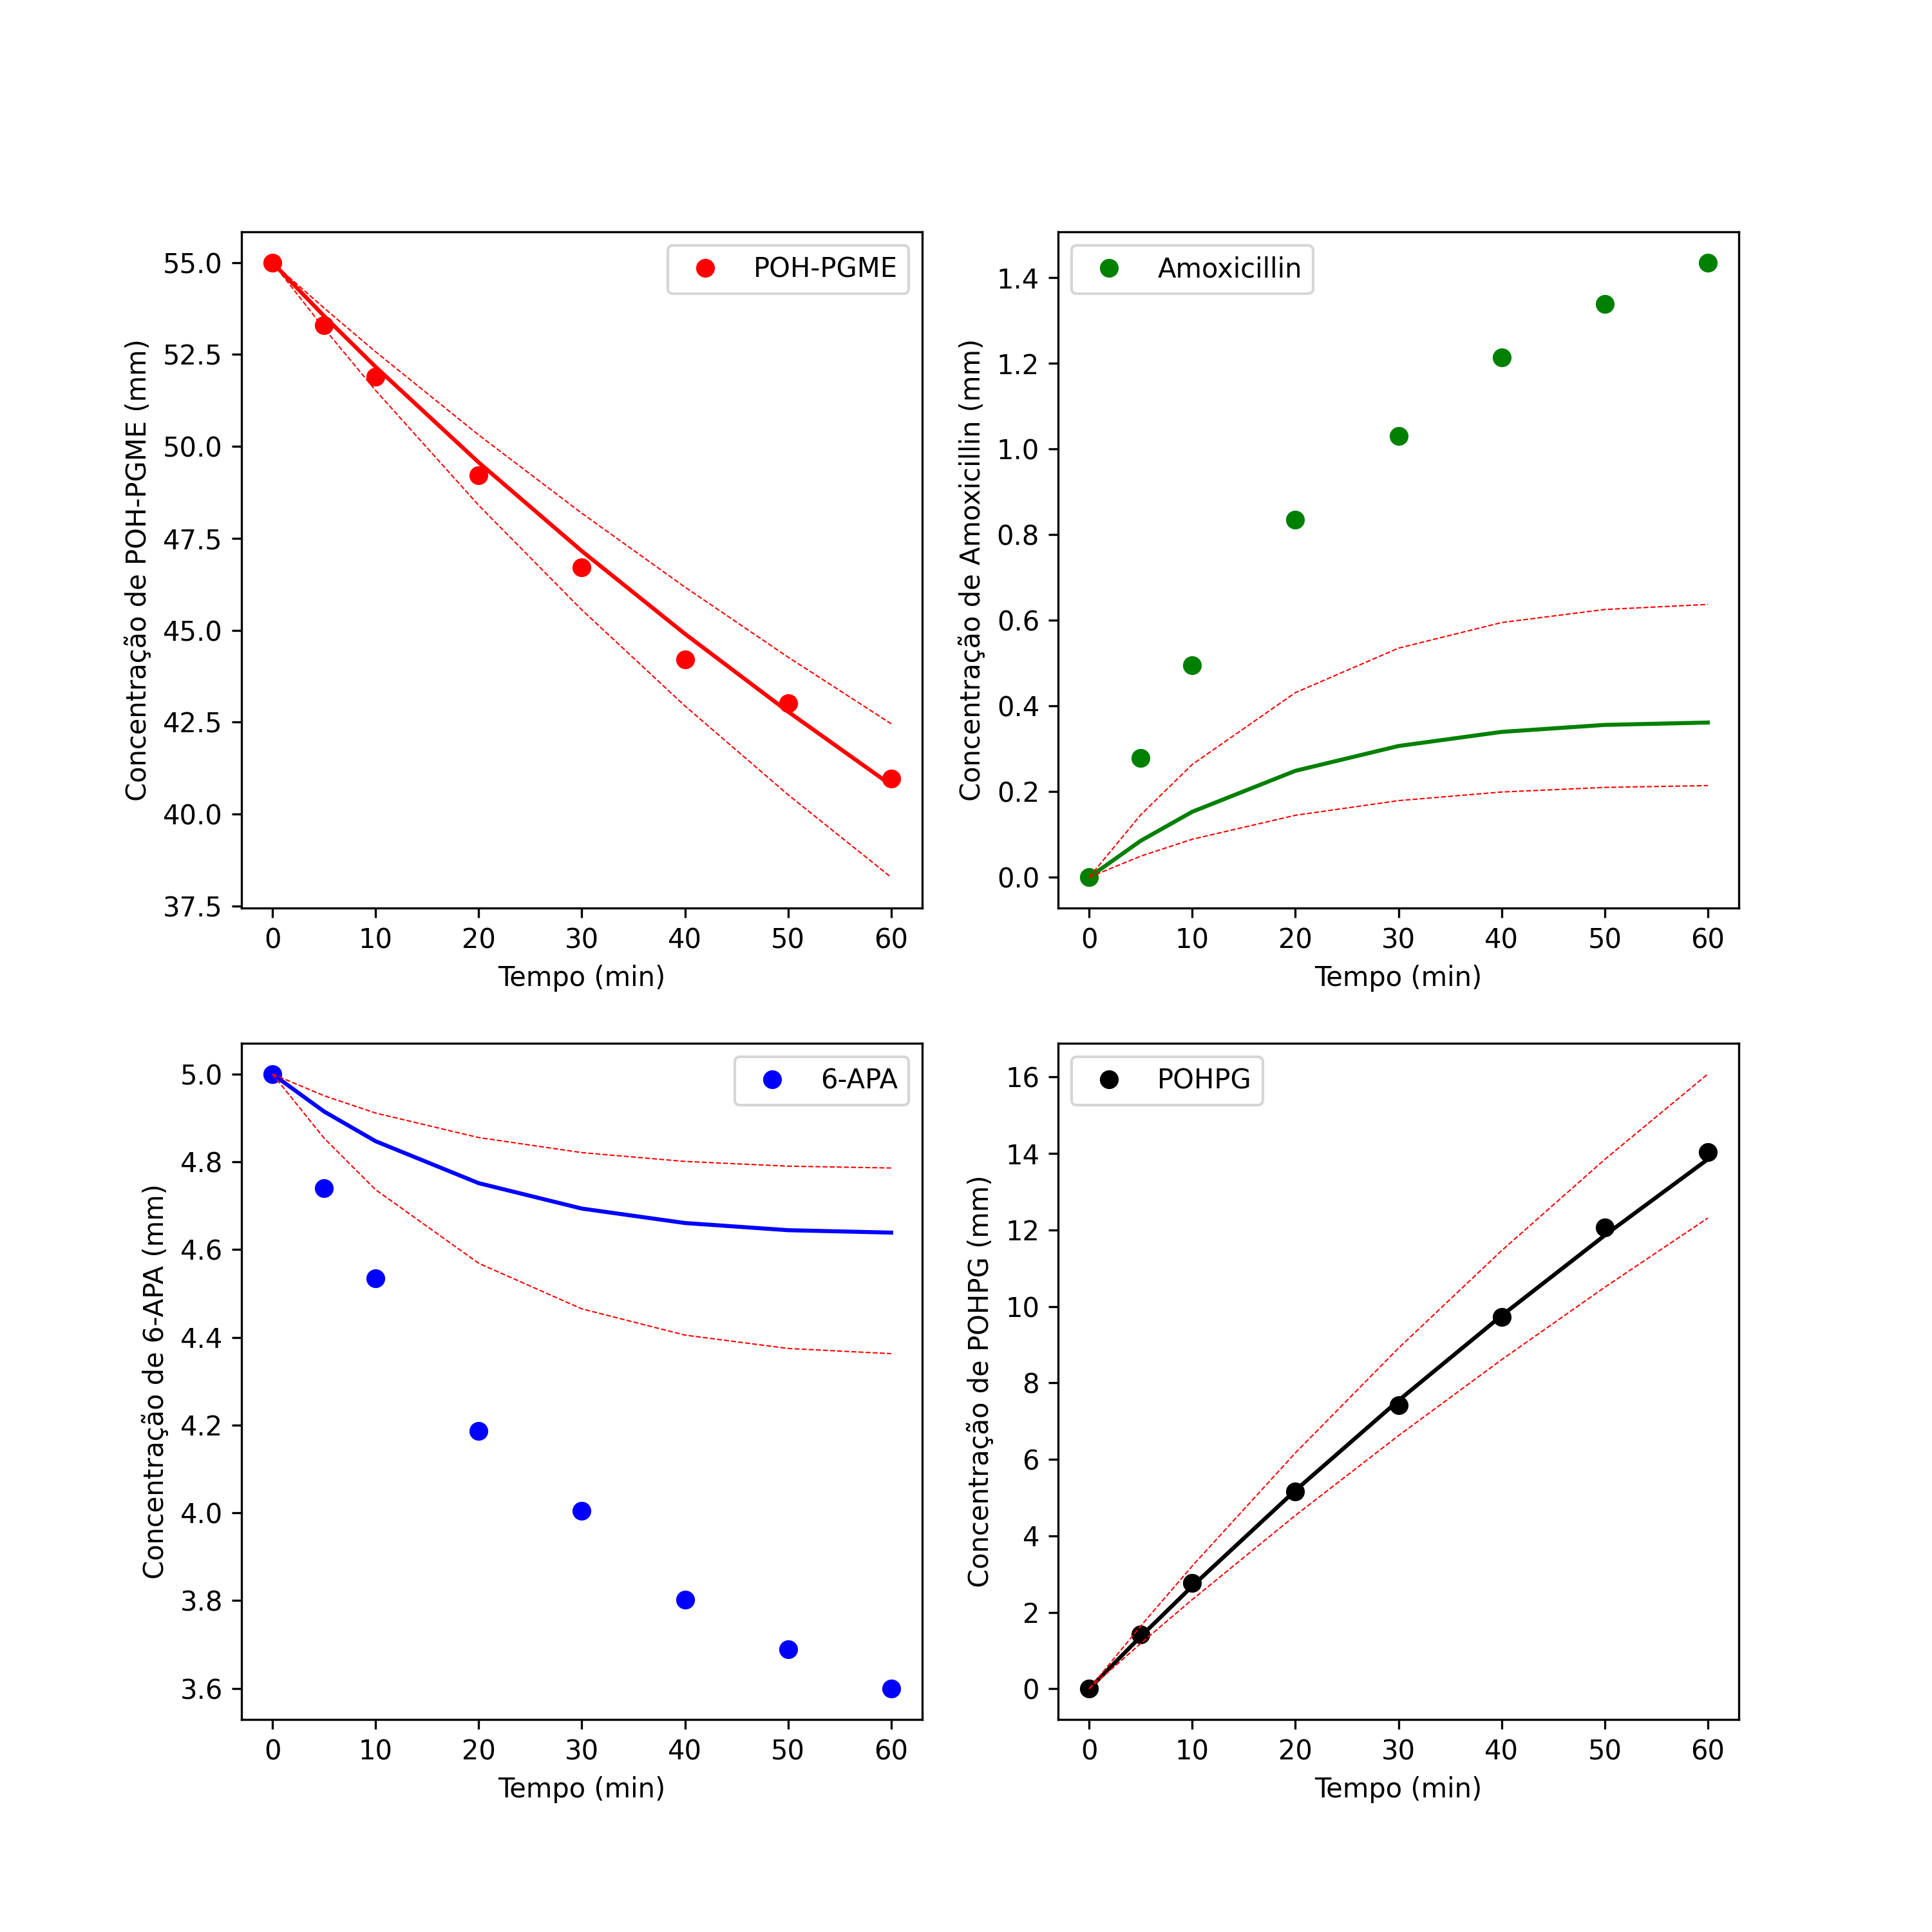 POH-PGME
Concentração de POH-PGME (mm)
55.0
52.5
50.0
47.5
45.0
42.5
40.0
37.5
0 10 20 30 40 50 60
Tempo (min)
Amoxicillin
Concentração de Amoxicillin (mm)
1.4
1.2
1.0
0.8
0.6
0.4
0.2
0.0
0 10 20 30 40 50 60
Tempo (min)
6-APA
Concentração de 6-APA (mm)
5.0
4.8
4.6
4.4
4.2
4.0
3.8
3.6
0 10 20 30 40 50 60
Tempo (min)
POHPG
Concentração de POHPG (mm)
16
14
12
10
8
6
4
2
0
0 10 20 30 40 50 60
Tempo (min)